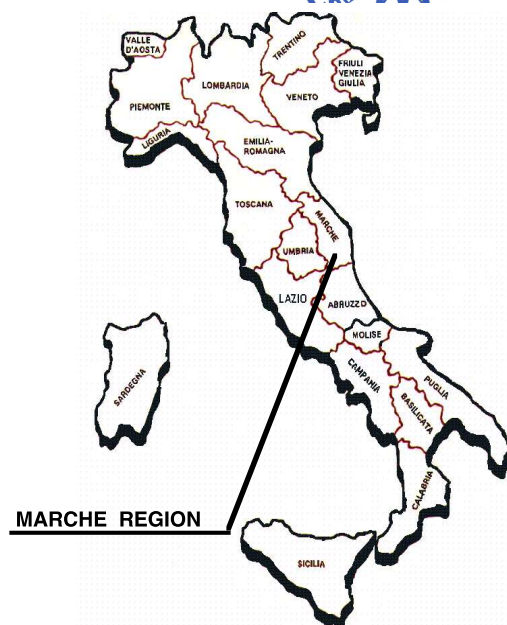 VALLE
D'AOSTA
TRENTINO
FRIULI
VENEZIA
GIULIA
LOMBARDIA
VENETO
PIEMONTE
LIGURIA
EMILIA-
ROMAGNA
TOSCANA
MARCHE
UMBRIA
LAZIO
ABRUZZO
MOLISE
CAMPANIA
PUGLIA
BASILICATA
SARDEGNA
CALABRIA
MARCHE REGION
SICILIA